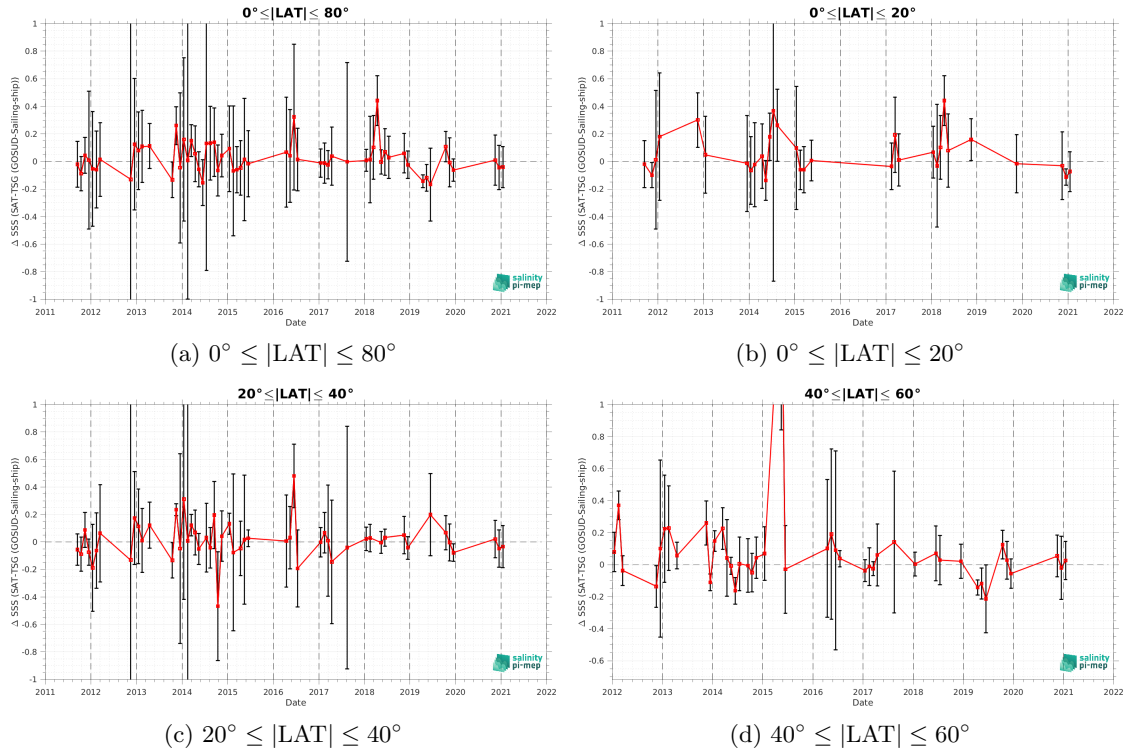 0°≤|LAT|≤ 80°
1
0.8
0.6
0.4
0.2
0
-0.2
-0.4
-0.6
-0.8
-1
Δ SSS (SAT-TSG (GOSUD-Sailing-ship))
2011 2012 2013 2014 2015 2016 2017 2018 2019 2020 2021 2022
Date
salinity
pi-mep
(a) 0° ≤ |LAT| ≤ 80°
0°≤|LAT|≤ 20°
1
0.8
0.6
0.4
0.2
0
-0.2
-0.4
-0.6
-0.8
-1
Δ SSS (SAT-TSG (GOSUD-Sailing-ship))
2011 2012 2013 2014 2015 2016 2017 2018 2019 2020 2021 2022
Date
salinity
pi-mep
(b) 0° ≤ |LAT| ≤ 20°
20°≤|LAT|≤ 40°
1
0.8
0.6
0.4
0.2
0
-0.2
-0.4
-0.6
-0.8
-1
Δ SSS (SAT-TSG (GOSUD-Sailing-ship))
2011 2012 2013 2014 2015 2016 2017 2018 2019 2020 2021 2022
Date
salinity
pi-mep
(c) 20° ≤ |LAT| ≤ 40°
40°≤|LAT|≤ 60°
1
0.8
0.6
0.4
0.2
0
-0.2
-0.4
-0.6
Δ SSS (SAT-TSG (GOSUD-Sailing-ship))
2012 2013 2014 2015 2016 2017 2018 2019 2020 2021 2022
Date
salinity
pi-mep
(d) 40° ≤ |LAT| ≤ 60°